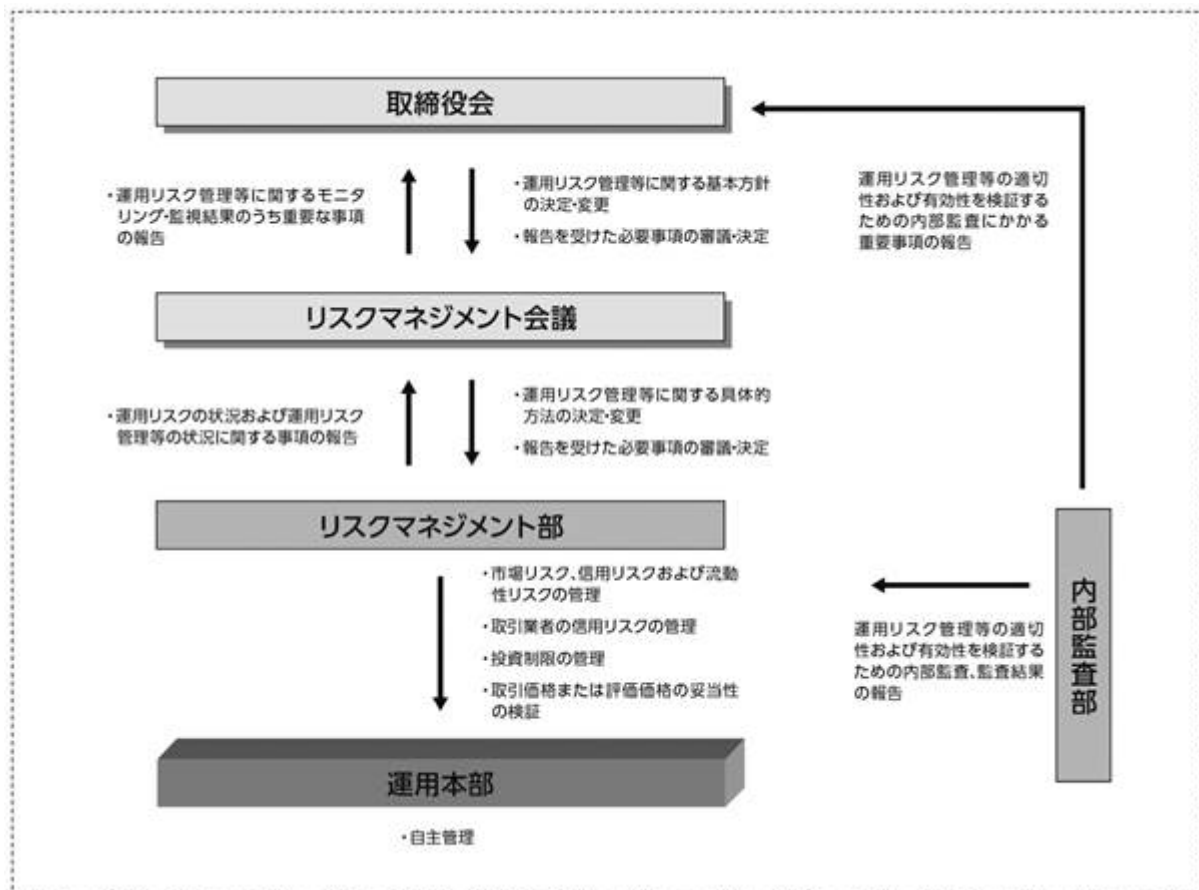 取締役会
・運用リスク管理等に関するモニタ
リング・監視結果のうち重要な事項
の報告
・運用リスク管理等に関する基本方針
の決定・変更
・報告を受けた必要事項の審議・決定
運用リスク管理等の適切
性および有効性を検証する
ための内部監査にかかる
重要事項の報告
リスクマネジメント会議
・運用リスクの状況および運用リスク
管理等の状況に関する事項の報告
・運用リスク管理等に関する具体的
方法の決定・変更
・報告を受けた必要事項の審議・決定
リスクマネジメント部
・市場リスク、信用リスクおよび流動
性リスクの管理
・取引業者の信用リスクの管理
・投資制限の管理
・取引価格または評価価格の妥当性
の検証
運用リスク管理等の適切
性および有効性を検証する
ための内部監査、監査結果
の報告
内部監査部
運用本部
・自主管理